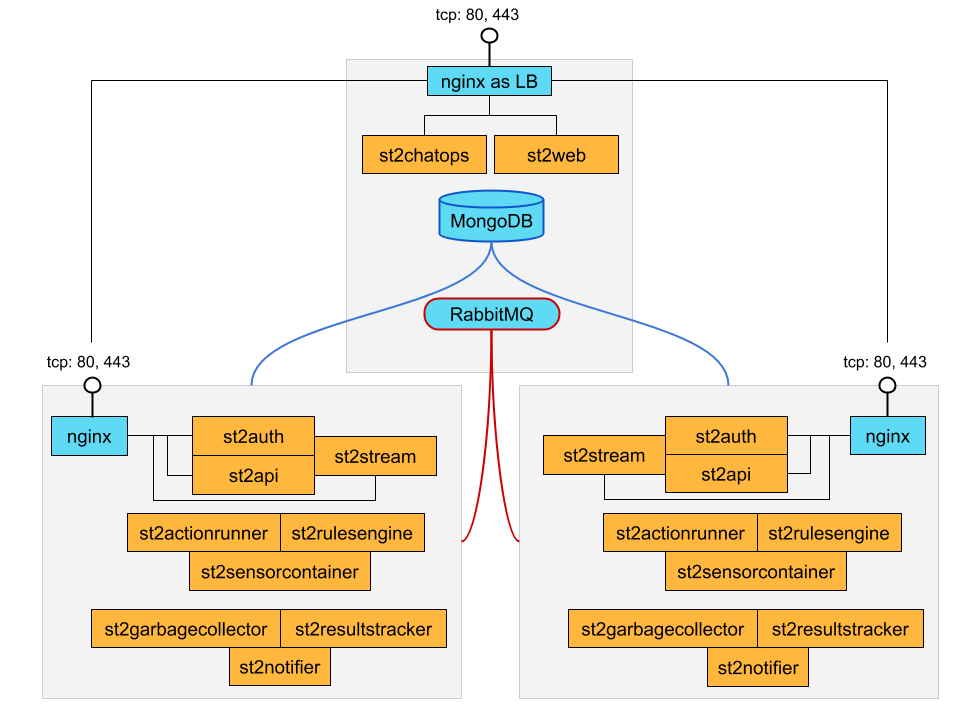 tcp: 80, 443
nginx as LB
st2chatops
st2web
MongoDB
RabbitMQ
tcp: 80, 443
nginx
st2auth
st2api
st2stream
st2actionrunner
st2rulesengine
st2sensorcontainer
st2garbagecollector
st2resultstracker
st2notifier
tcp: 80, 443
st2stream
st2auth
st2api
nginx
st2actionrunner
st2rulesengine
st2sensorcontainer
st2garbagecollector
st2resultstracker
st2notifier